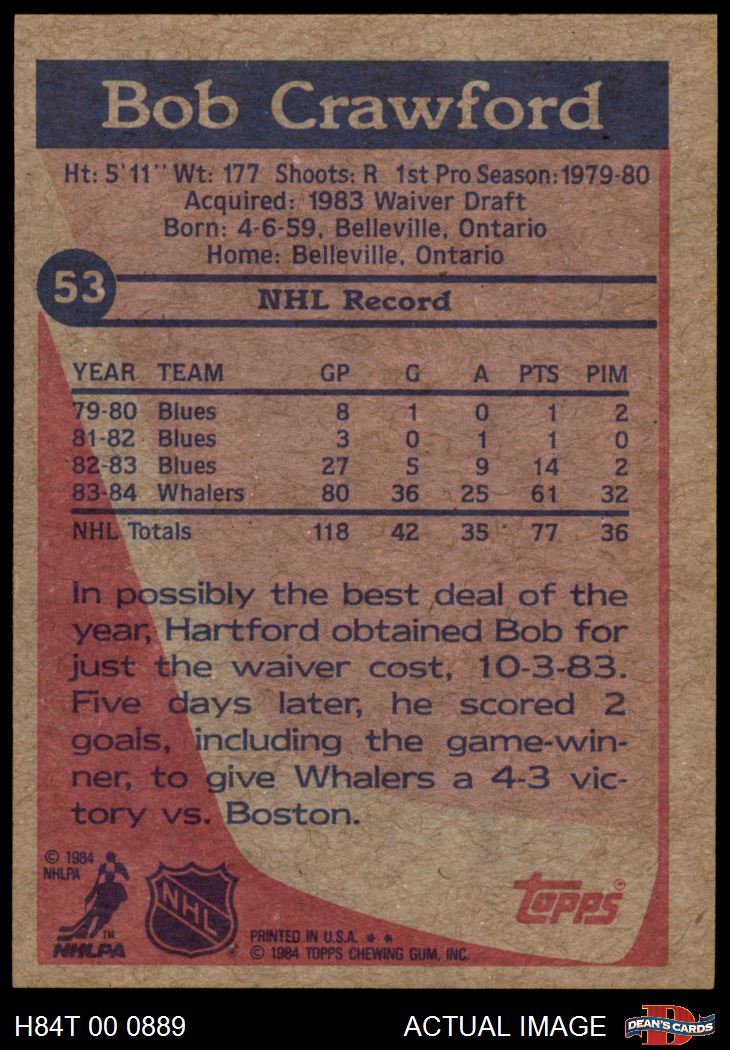 Bob Crawford
Ht: 5'11" Wt: 177 Shoots: R 1st Pro Season: 1979-80
Acquired: 1983 Waiver Draft
Born: 4-6-59, Belleville, Ontario
Home: Belleville, Ontario
53
NHL Record
YEAR TEAM GP G A PTS PIM
79-80 Blues 8 1 0 1 2
81-82 Blues 3 0 1 1 0
82-83 Blues 27 5 9 14 2
83-84 Whalers 80 36 25 61 32
NHL Totals 118 42 35 77 36
In possibly the best deal of the
year, Hartford obtained Bob for
just the waiver cost, 10-3-83.
Five days later, he scored 2
goals, including the game-win-
ner, to give Whalers a 4-3 vic-
tory vs. Boston.
© 1984
NHLPA
TM
NHLPA
NHL
®
PRINTED IN U.S.A. **
© 1984 TOPPS CHEWING GUM, INC.
topps®
H84T 00 0889
ACTUAL IMAGE
D
DEAN'S CARDS